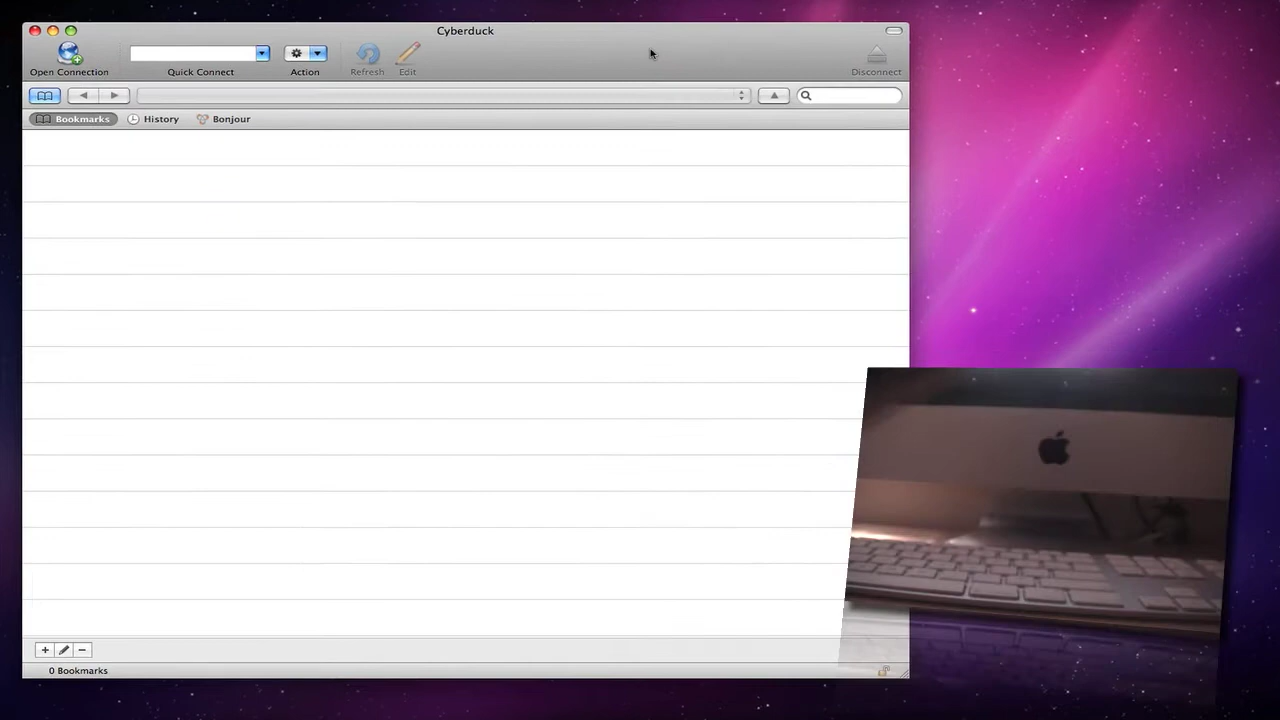 Cyberduck
Open Connection
Quick Connect
Action
Refresh
Edit
Disconnect
Bookmarks
History
Bonjour
0 Bookmarks